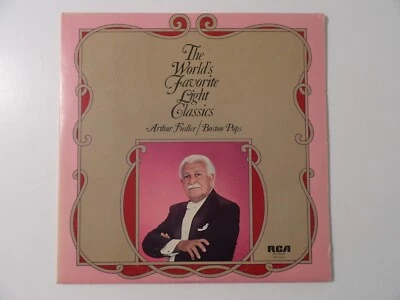 The
World's
Favorite
Light
Classics
Arthur Fiedler/Boston Pops
RCA